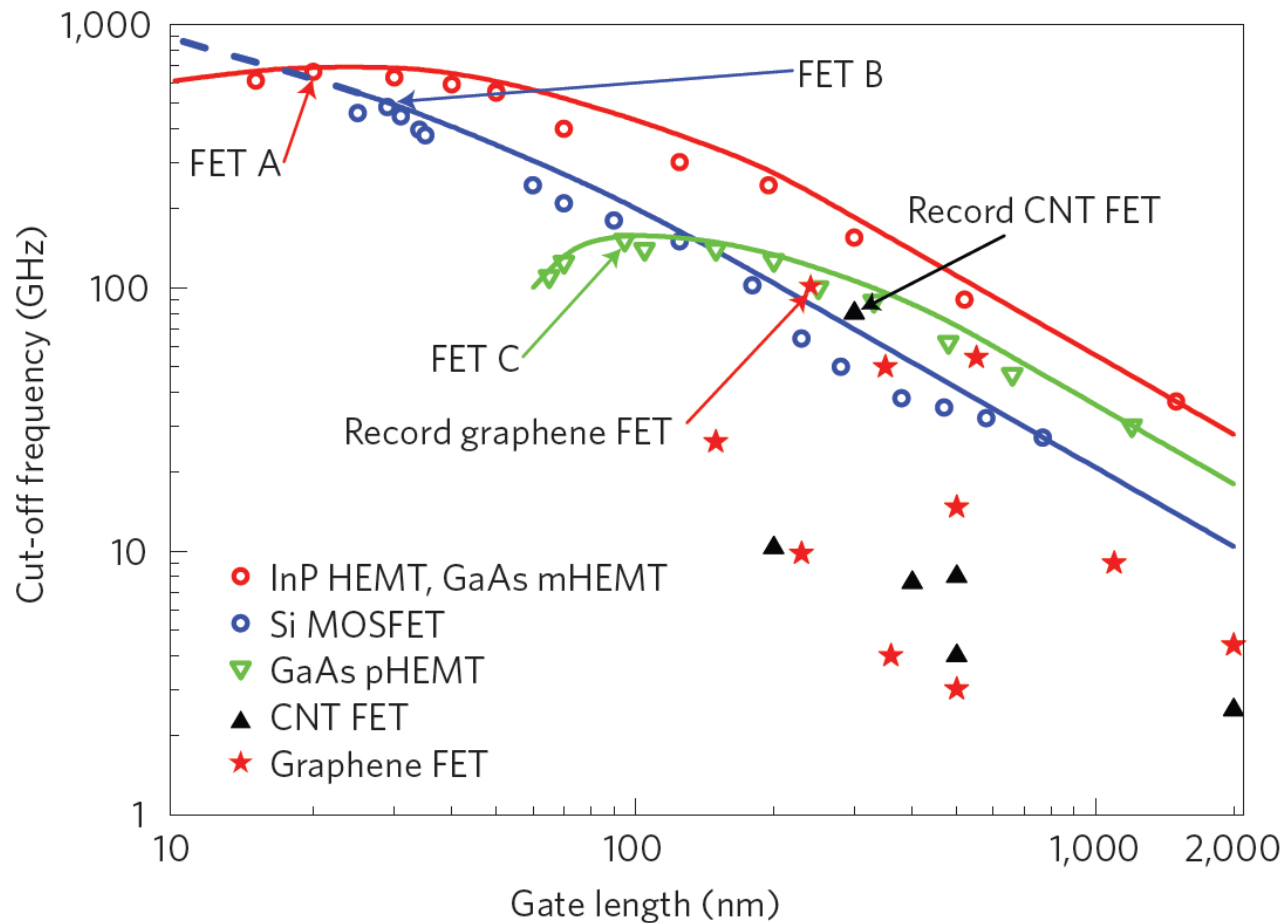 1,000
FET B
FET A
Record CNT FET
100
FET C
Record graphene FET
Cut-off frequency (GHz)
10
InP HEMT, GaAs mHEMT
Si MOSFET
GaAs pHEMT
CNT FET
Graphene FET
1
10
100
1,000
2,000
Gate length (nm)